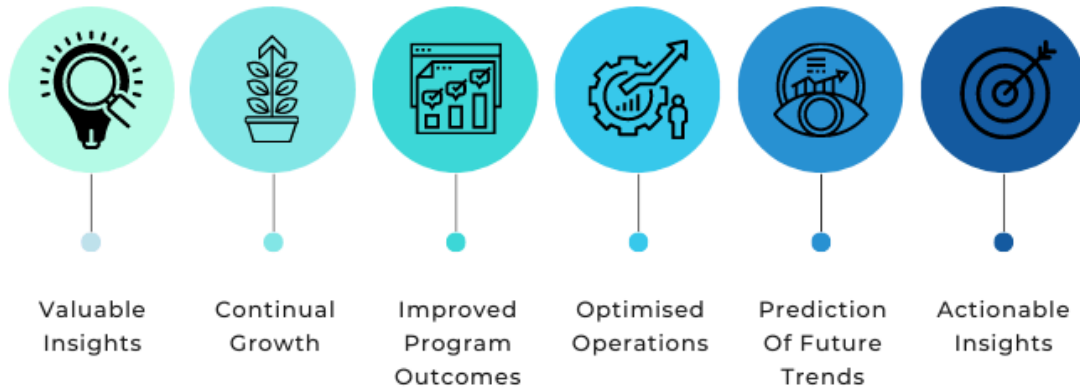 Valuable
Insights
Continual
Growth
Improved
Program
Outcomes
Optimised
Operations
Prediction
Of Future
Trends
Actionable
Insights